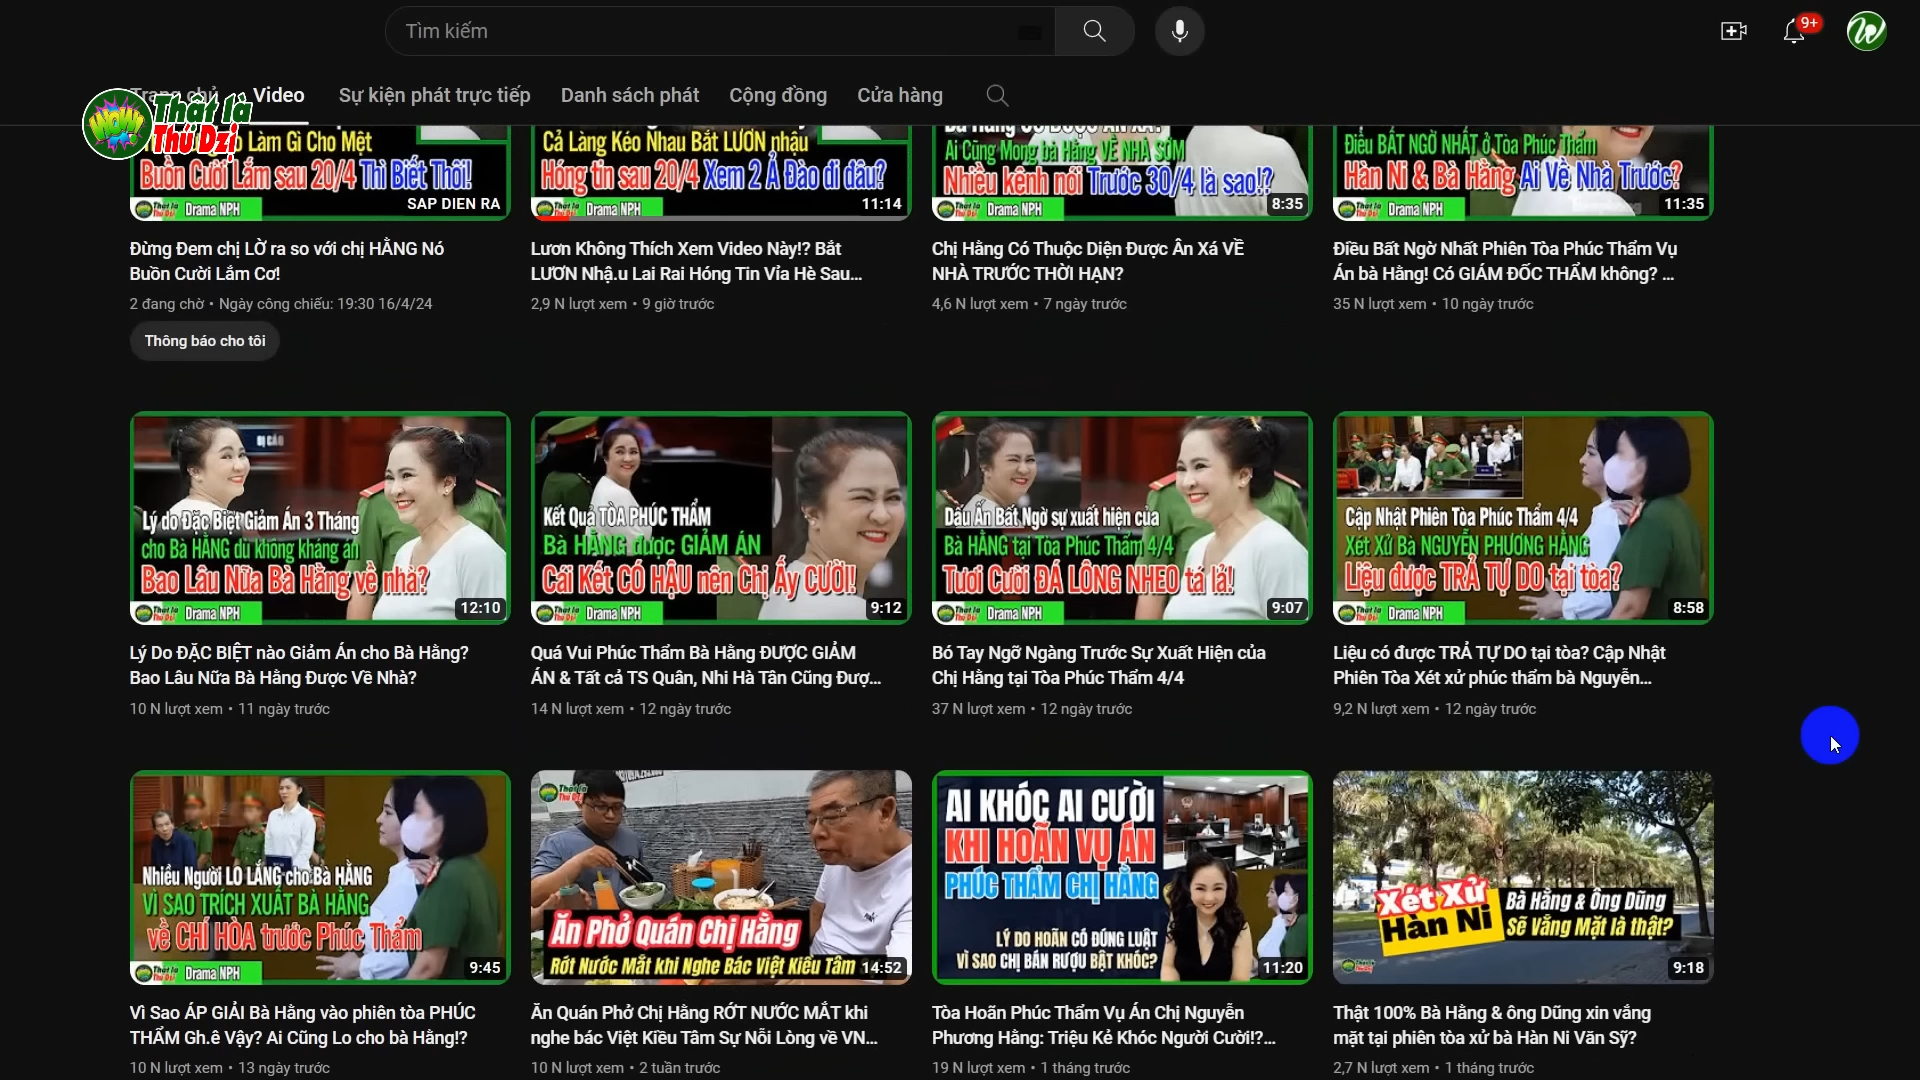 Tìm kiếm
9+
Trang chủ
Video
Sự kiện phát trực tiếp
Danh sách phát
Cộng đồng
Cửa hàng
WOW
Thật là
Thú Dzị
Làm Gì Cho Mệt
Buồn Cười Lắm sau 20/4 Thì Biết Thôi!
Drama NPH
SAP DIEN RA
Cả Làng Kéo Nhau Bắt LƯƠN nhậu
Hóng tin sau 20/4 Xem 2 Ả Đào đi đâu?
Drama NPH
11:14
Ai Cũng Mong bà Hằng VỀ NHÀ SỚM
Nhiều kênh nói Trước 30/4 là sao!?
Drama NPH
8:35
Điều BẤT NGỜ NHẤT ở Tòa Phúc Thẩm
Hàn Ni & Bà Hằng Ai Về Nhà Trước?
Drama NPH
11:35
Đừng Đem chị LỜ ra so với chị HẰNG Nó
Buồn Cười Lắm Cơ!
2 đang chờ • Ngày công chiếu: 19:30 16/4/24
Thông báo cho tôi
Lươn Không Thích Xem Video Này!? Bắt
LƯƠN Nhậ.u Lai Rai Hóng Tin Vỉa Hè Sau...
2,9 N lượt xem • 9 giờ trước
Chị Hằng Có Thuộc Diện Được Ân Xá VỀ
NHÀ TRƯỚC THỜI HẠN?
4,6 N lượt xem • 7 ngày trước
Điều Bất Ngờ Nhất Phiên Tòa Phúc Thẩm Vụ
Án bà Hằng! Có GIÁM ĐỐC THẨM không? ...
35 N lượt xem • 10 ngày trước
BỊ CÁO
Lý do Đặc Biệt Giảm Án 3 Tháng
cho Bà HẰNG dù không kháng án
Bao Lâu Nữa Bà Hằng về nhà?
Drama NPH
12:10
Kết Quả TÒA PHÚC THẨM
Bà HẰNG được GIẢM ÁN
Cái Kết CÓ HẬU nên Chị Ấy CƯỜI!
Drama NPH
9:12
Dấu Ấn Bất Ngờ sự xuất hiện của
Bà HẰNG tại Tòa Phúc Thẩm 4/4
Tươi Cười ĐÁ LÔNG NHEO tá lả!
Drama NPH
9:07
Cập Nhật Phiên Tòa Phúc Thẩm 4/4
Xét Xử Bà NGUYỄN PHƯƠNG HẰNG
Liệu được TRẢ TỰ DO tại tòa?
Drama NPH
8:58
Lý Do ĐẶC BIỆT nào Giảm Án cho Bà Hằng?
Bao Lâu Nữa Bà Hằng Được Về Nhà?
10 N lượt xem • 11 ngày trước
Quá Vui Phúc Thẩm Bà Hằng ĐƯỢC GIẢM
ÁN & Tất cả TS Quân, Nhi Hà Tân Cũng Đượ...
14 N lượt xem • 12 ngày trước
Bó Tay Ngỡ Ngàng Trước Sự Xuất Hiện của
Chị Hằng tại Tòa Phúc Thẩm 4/4
37 N lượt xem • 12 ngày trước
Liệu có được TRẢ TỰ DO tại tòa? Cập Nhật
Phiên Tòa Xét xử phúc thẩm bà Nguyễn...
9,2 N lượt xem • 12 ngày trước
Nhiều Người LO LẮNG cho Bà HẰNG
VÌ SAO TRÍCH XUẤT BÀ HẰNG
về CHÍ HÒA trước Phúc Thẩm
Drama NPH
9:45
Thật là
Thú Dzị
Ăn Phở Quán Chị Hằng
Rớt Nước Mắt khi Nghe Bác Việt Kiều Tâm
14:52
AI KHÓC AI CƯỜI
KHI HOÃN VỤ ÁN
PHÚC THẨM CHỊ HẰNG
LÝ DO HOÃN CÓ ĐÚNG LUẬT
VÌ SAO CHỊ BÁN RƯỢU BẬT KHÓC?
11:20
Xét Xử
Hàn Ni
Bà Hằng & Ông Dũng
Sẽ Vắng Mặt là thật?
9:18
Vì Sao ÁP GIẢI Bà Hằng vào phiên tòa PHÚC
THẨM Gh.ê Vậy? Ai Cũng Lo cho bà Hằng!?
10 N lượt xem • 13 ngày trước
Ăn Quán Phở Chị Hằng RỚT NƯỚC MẮT khi
nghe bác Việt Kiều Tâm Sự Nỗi Lòng về VN...
10 N lượt xem • 2 tuần trước
Tòa Hoãn Phúc Thẩm Vụ Án Chị Nguyễn
Phương Hằng: Triệu Kẻ Khóc Người Cười!?...
19 N lượt xem • 1 tháng trước
Thật 100% Bà Hằng & ông Dũng xin vắng
mặt tại phiên tòa xử bà Hàn Ni Văn Sỹ?
2,7 N lượt xem • 1 tháng trước